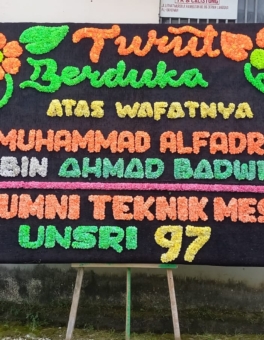 Turut
Berduka
ATAS WAFATNYA
MUHAMMAD ALFADR
BIN AHMAD BADWI
UMNI TEKNIK MES
UNSRI 97